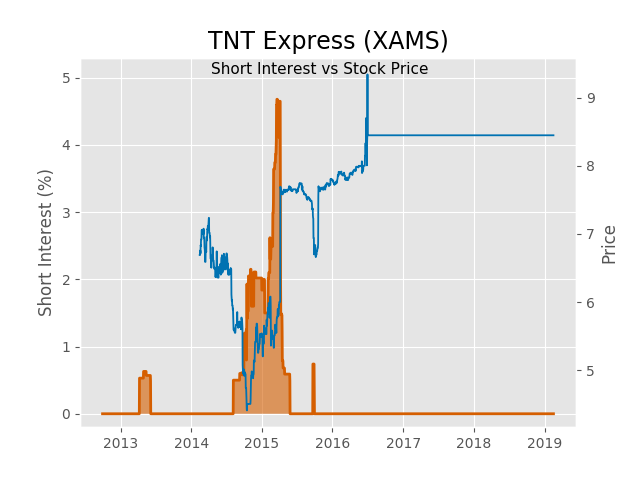 TNT Express (XAMS)
Short Interest vs Stock Price
Short Interest (%)
5
4
3
2
1
0
9
8
7
6
5
Price
2013 2014 2015 2016 2017 2018 2019